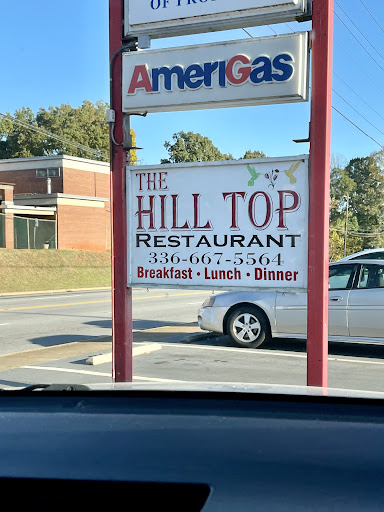 AmeriGas
THE
HILL TOP
RESTAURANT
336-667-5564
Breakfast • Lunch • Dinner